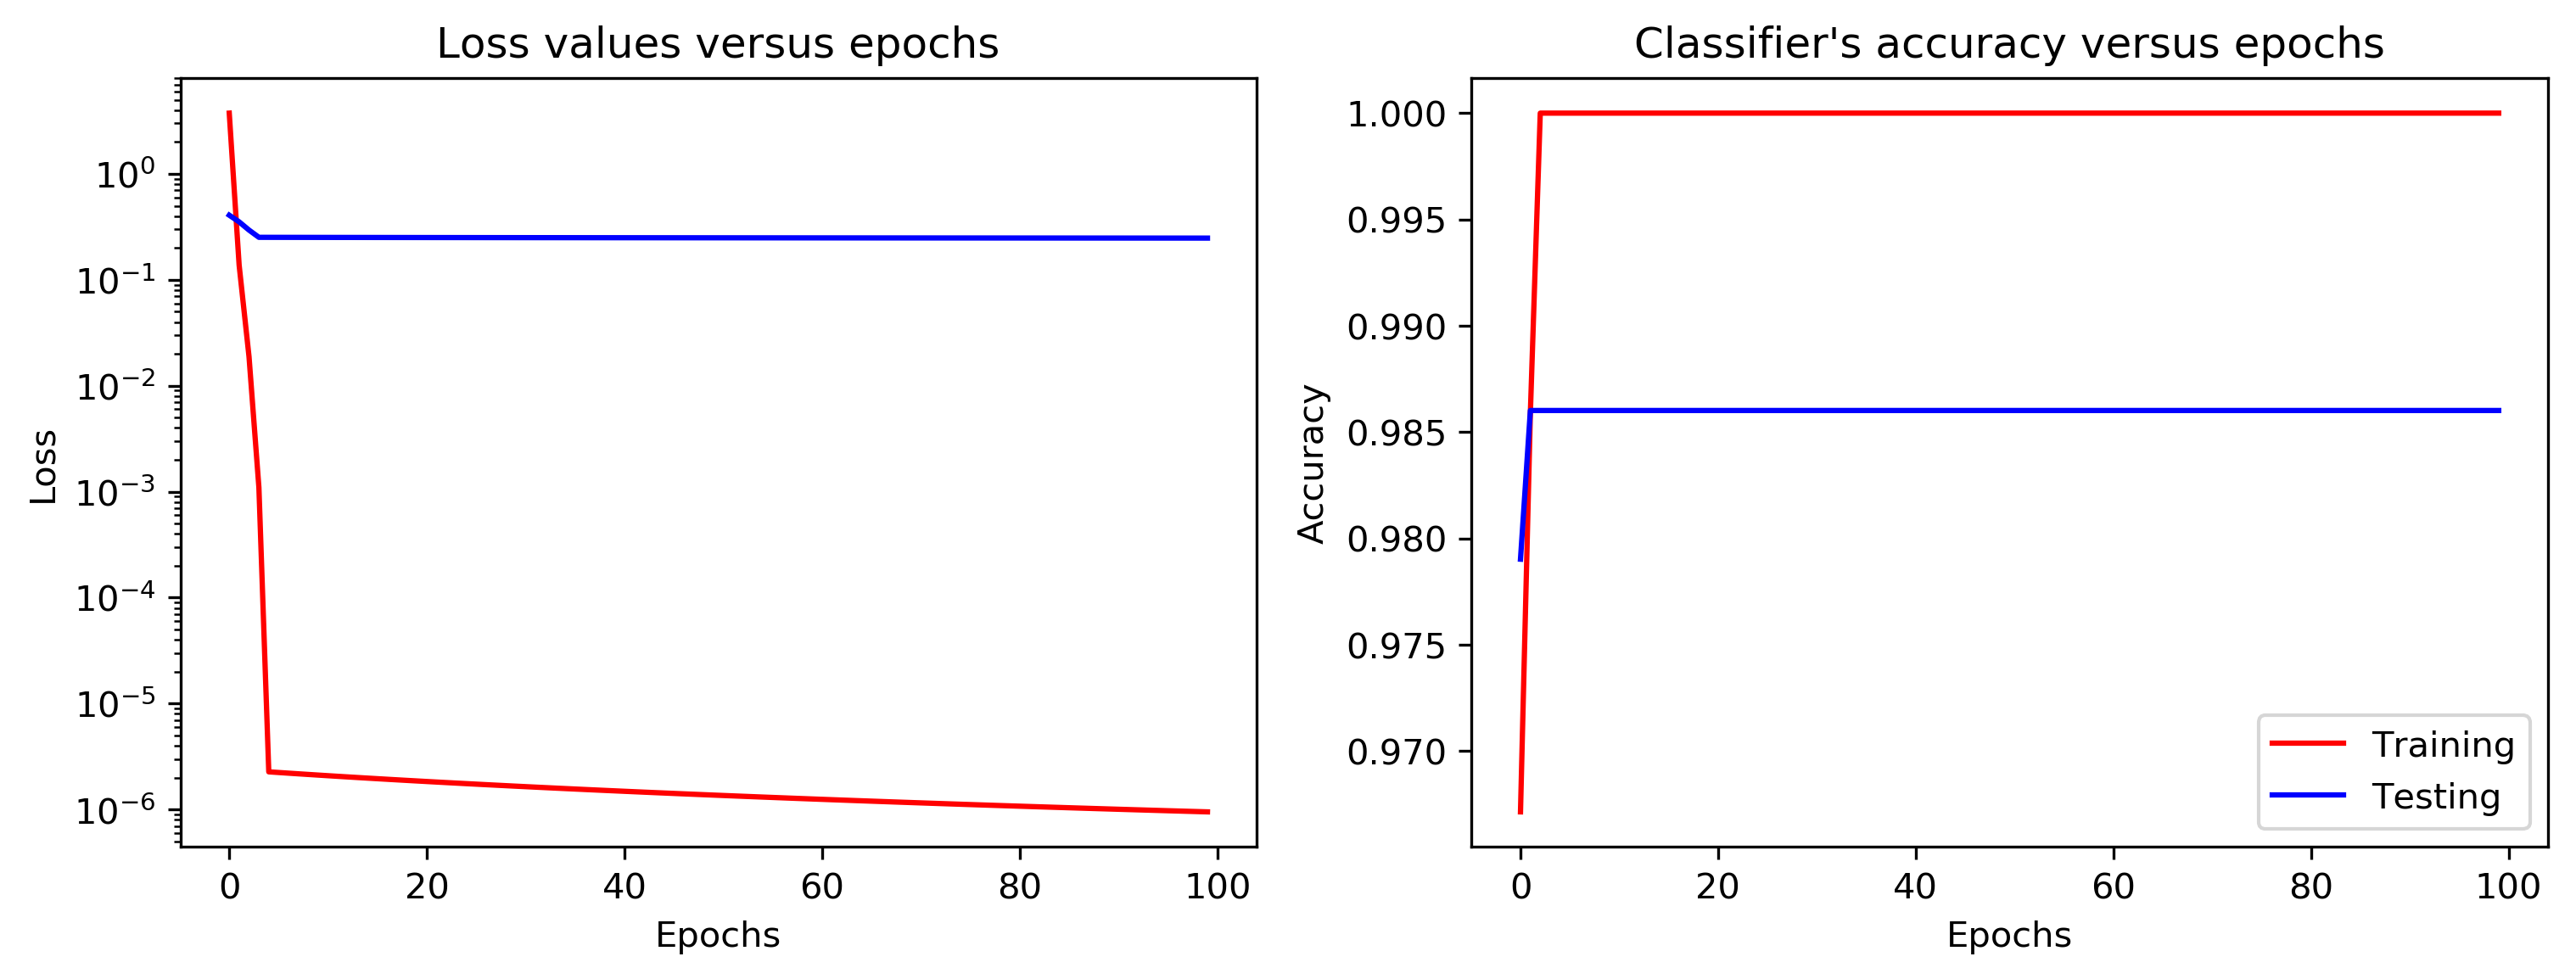 Loss values versus epochs
10⁰
10⁻¹
10⁻²
10⁻³
10⁻⁴
10⁻⁵
10⁻⁶
Loss
0 20 40 60 80 100
Epochs
Classifier's accuracy versus epochs
1.000
0.995
0.990
0.985
0.980
0.975
0.970
Accuracy
Training
Testing
0 20 40 60 80 100
Epochs